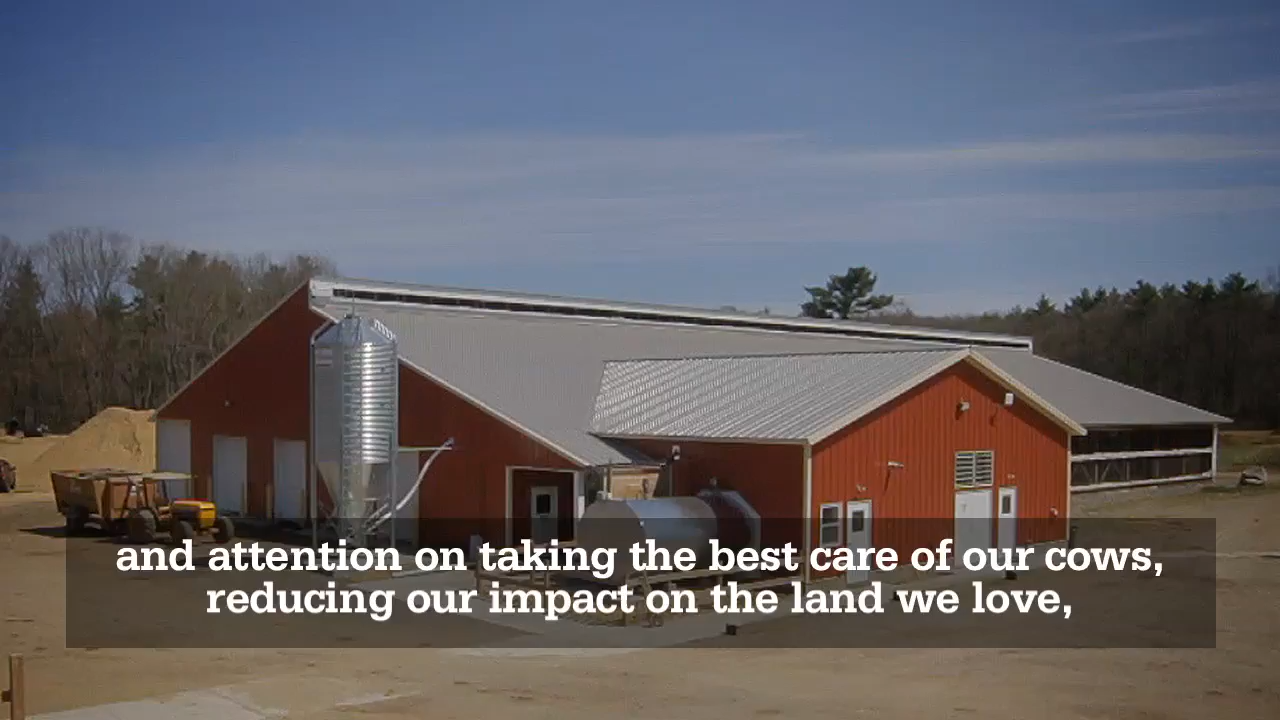 and attention on taking the best care of our cows,
reducing our impact on the land we love,